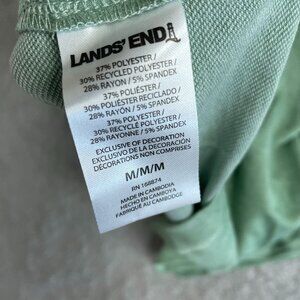 LANDS' END
37% POLYESTER /
30% RECYCLED POLYESTER /
28% RAYON / 5% SPANDEX
37% POLIÉSTER /
30% POLIÉSTER RECICLADO /
28% RAYÓN / 5% SPANDEX
37% POLYESTER /
30% RECYCLÉ POLYESTER /
28% RAYONNE / 5% SPANDEX
EXCLUSIVE OF DECORATION
EXCLUSIVO DE LA DECORACIÓN
DÉCORATIONS NON COMPRISES
M/M/M
RN 166874
MADE IN CAMBODIA
HECHO EN CAMBOYA
FABRIQUÉ AU CAMBODGE